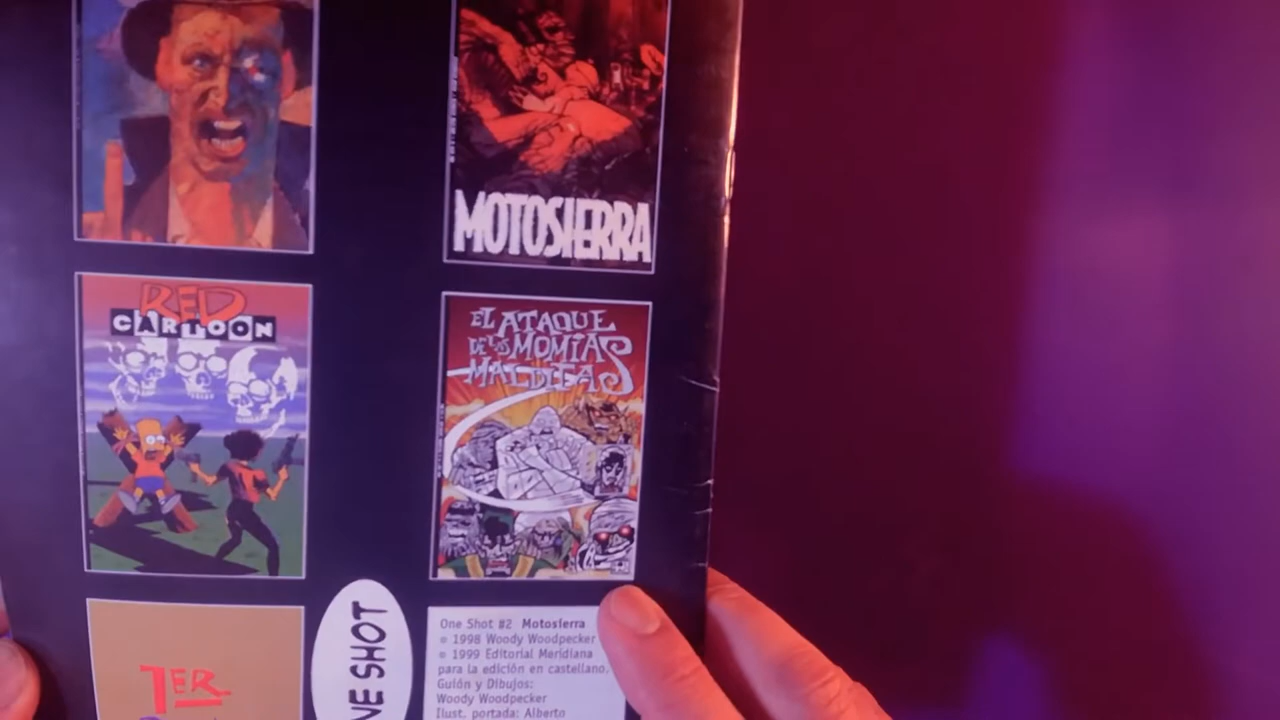 MOTOSIERRA
RED
CARTOON
EL ATAQUE
DE LAS MOMIAS
MALDITAS
1ER
ONE SHOT
One Shot #2 Motosierra
© 1998 Woody Woodpecker
© 1999 Editorial Meridiana
para la edición en castellano.
Guión y Dibujos:
Woody Woodpecker
Ilust. portada: Alberto